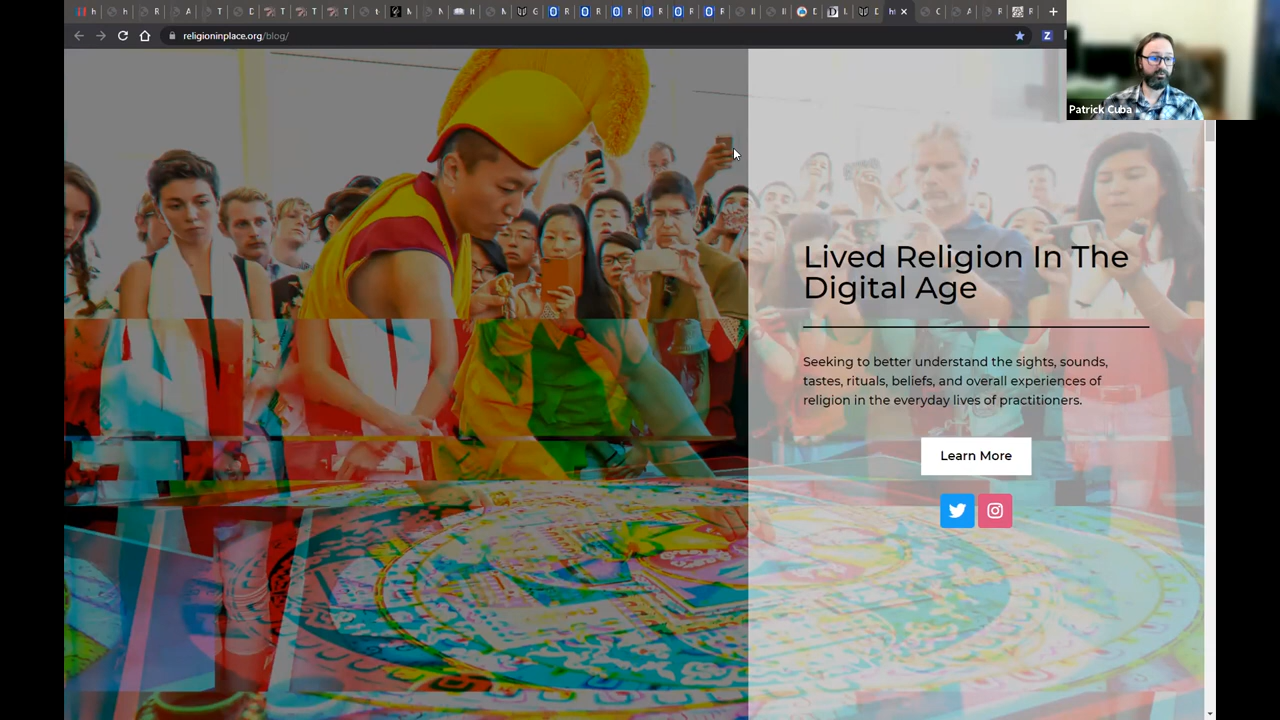 religioninplace.org/blog/
Patrick Cuba
Lived Religion In The
Digital Age
Seeking to better understand the sights, sounds,
tastes, rituals, beliefs, and overall experiences of
religion in the everyday lives of practitioners.
Learn More